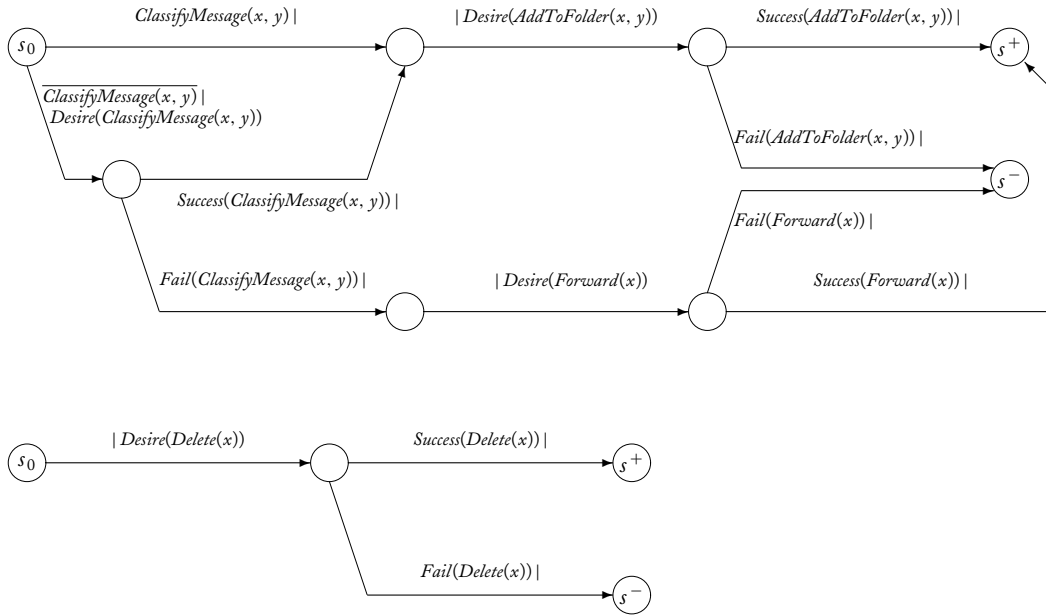 ClassifyMessage(x, y) |
| Desire(AddToFolder(x, y))
Success(AddToFolder(x, y)) |
s0
s+
ClassifyMessage(x, y) |
Desire(ClassifyMessage(x, y))
Fail(AddToFolder(x, y)) |
s−
Success(ClassifyMessage(x, y)) |
Fail(Forward(x)) |
Fail(ClassifyMessage(x, y)) |
| Desire(Forward(x))
Success(Forward(x)) |
| Desire(Delete(x))
Success(Delete(x)) |
s0
s+
Fail(Delete(x)) |
s−